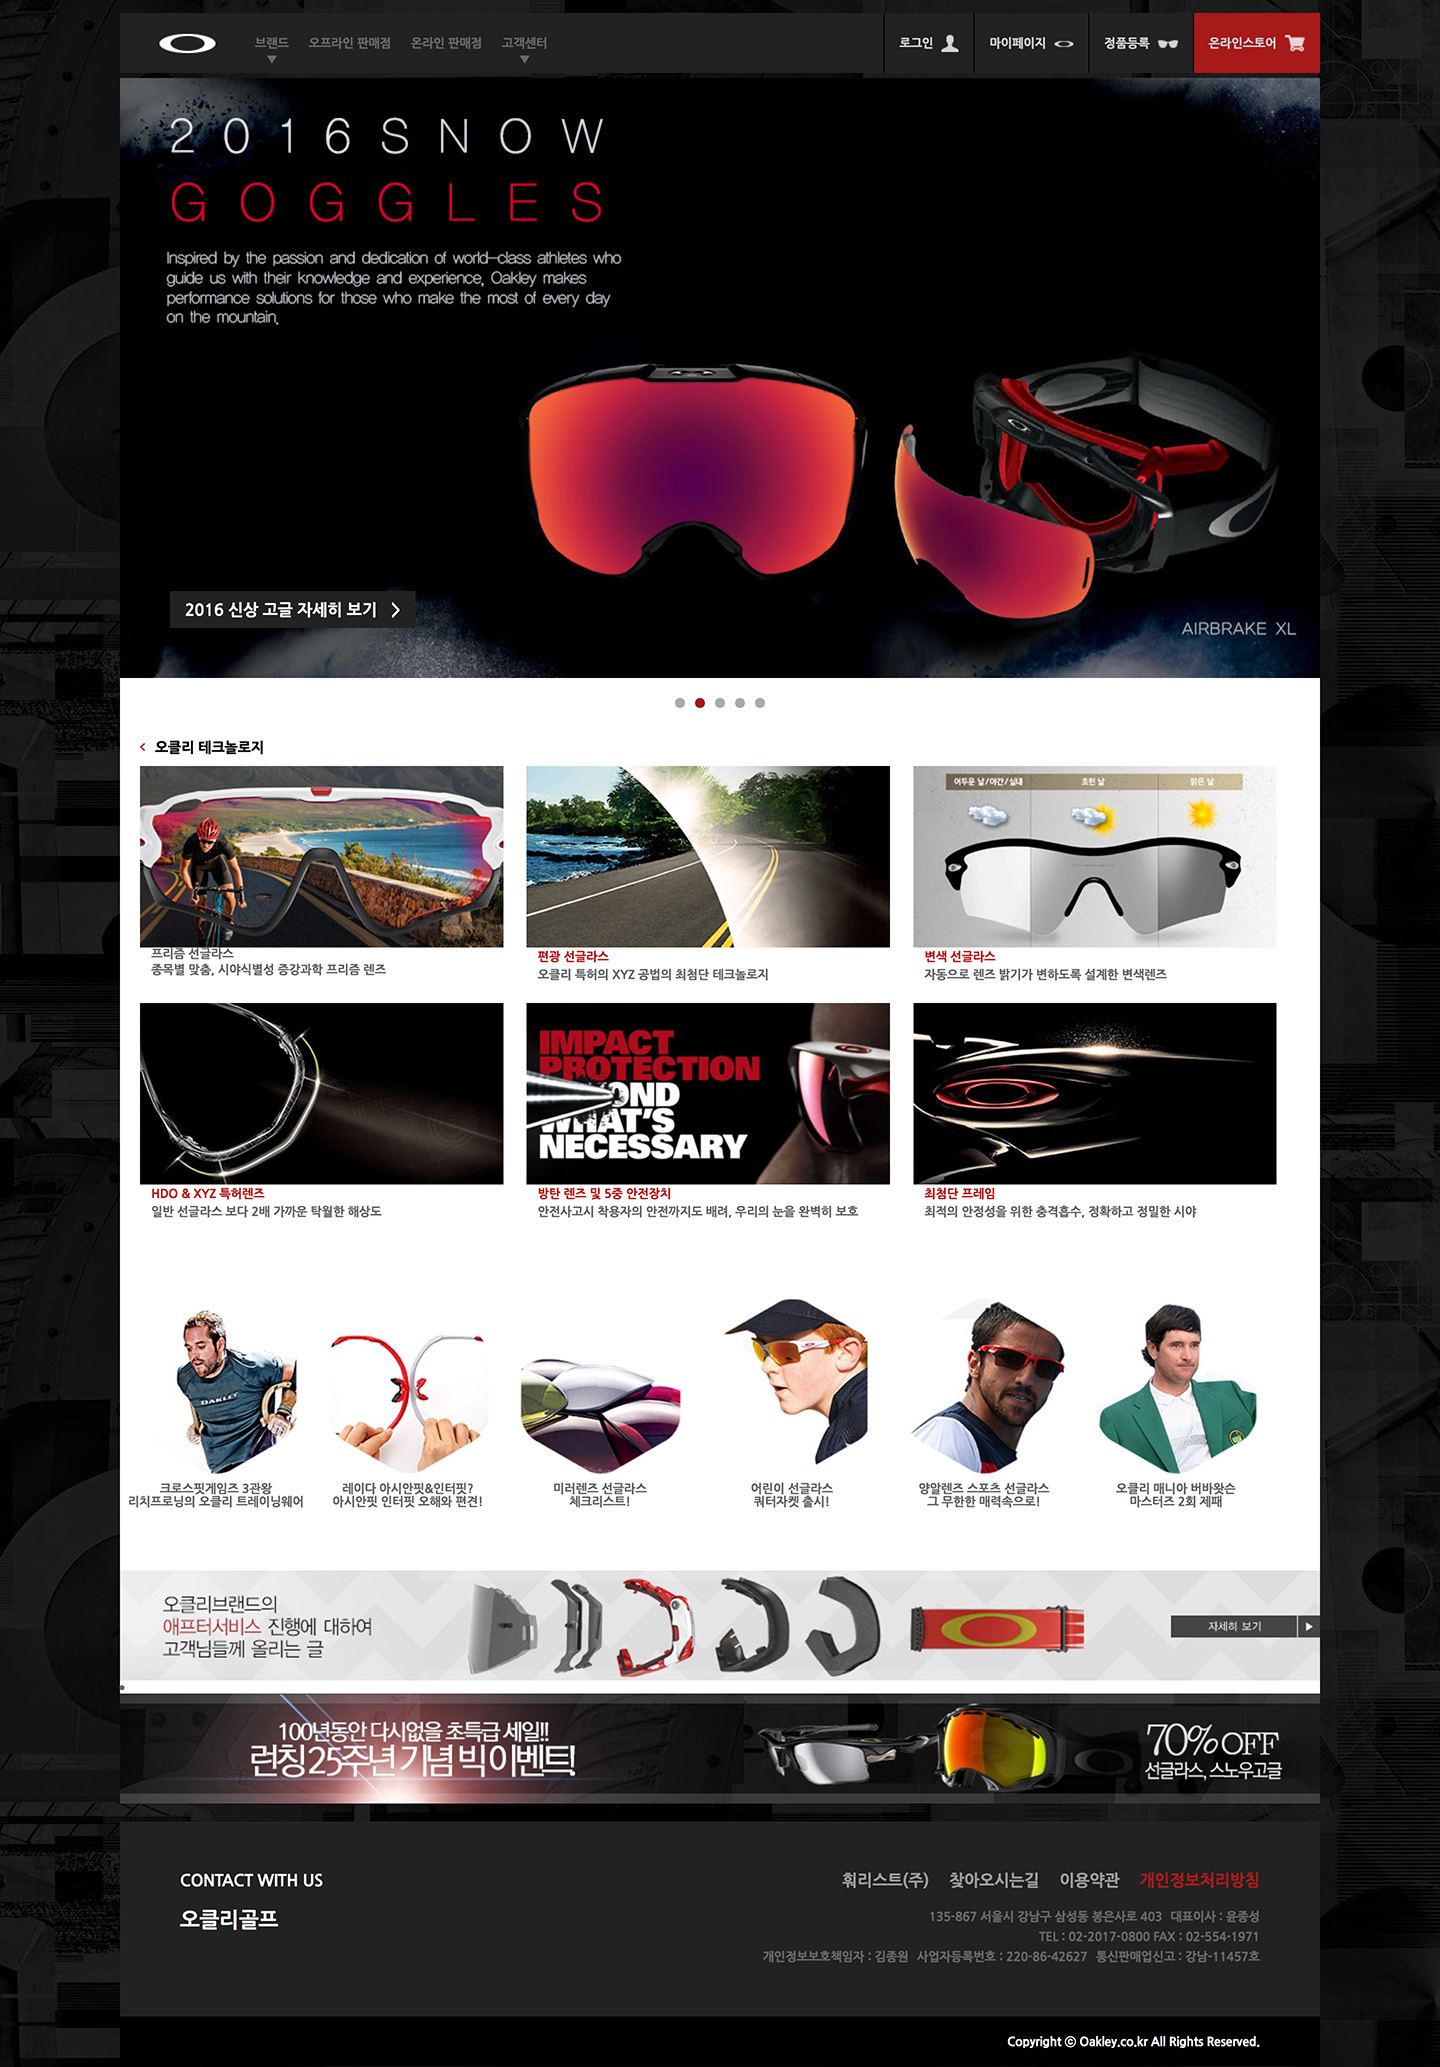 브랜드
오프라인 판매점
온라인 판매점
고객센터
로그인
마이페이지
정품등록
온라인스토어
2016SNOW
GOGGLES
Inspired by the passion and dedication of world-class athletes who
guide us with their knowledge and experience, Oakley makes
performance solutions for those who make the most of every day
on the mountain.
2016 신상 고글 자세히 보기
AIRBRAKE XL
오클리 테크놀로지
어두운 날/야간/실내
흐린 날
맑은 날
프리즘 선글라스
종목별 맞춤, 시야식별성 증강과학 프리즘 렌즈
편광 선글라스
오클리 특허의 XYZ 공법의 최첨단 테크놀로지
변색 선글라스
자동으로 렌즈 밝기가 변하도록 설계한 변색렌즈
IMPACT
PROTECTION
WHAT'S
NECESSARY
HDO & XYZ 특허렌즈
일반 선글라스 보다 2배 가까운 탁월한 해상도
방탄 렌즈 및 5중 안전장치
안전사고시 착용자의 안전까지도 배려, 우리의 눈을 완벽히 보호
최첨단 프레임
최적의 안정성을 위한 충격흡수, 정확하고 정밀한 시야
OAKLEY
크로스핏게임즈 3관왕
리치프로닝의 오클리 트레이닝웨어
레이다 아시안핏&인터핏?
아시안핏 인터핏 오해와 편견!
미러렌즈 선글라스
체크리스트!
어린이 선글라스
쿼터자켓 출시!
양알렌즈 스포츠 선글라스
그 무한한 매력속으로!
오클리 매니아 버바왓슨
마스터즈 2회 제패
오클리브랜드의
애프터서비스 진행에 대하여
고객님들께 올리는 글
자세히 보기
100년동안 다시없을 초특급 세일!!
런칭 25주년 기념 빅 이벤트!
70% OFF
선글라스, 스노우고글
CONTACT WITH US
오클리골프
훠리스트(주)
찾아오시는길
이용약관
개인정보처리방침
135-867 서울시 강남구 삼성동 봉은사로 403 대표이사 : 윤종성
TEL : 02-2017-0800 FAX : 02-554-1971
개인정보보호책임자 : 김종원 사업자등록번호 : 220-86-42627 통신판매업신고 : 강남-11457호
Copyright ⓒ Oakley.co.kr All Rights Reserved.